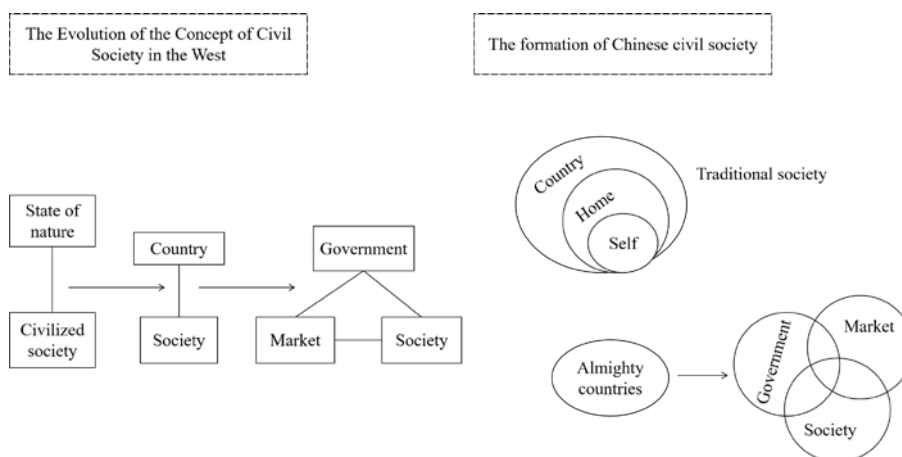 The Evolution of the Concept of Civil
Society in the West
The formation of Chinese civil society
State of
nature
Civilized
society
Country
Society
Government
Market
Society
Country
Home
Self
Traditional society
Almighty
countries
Government
Market
Society